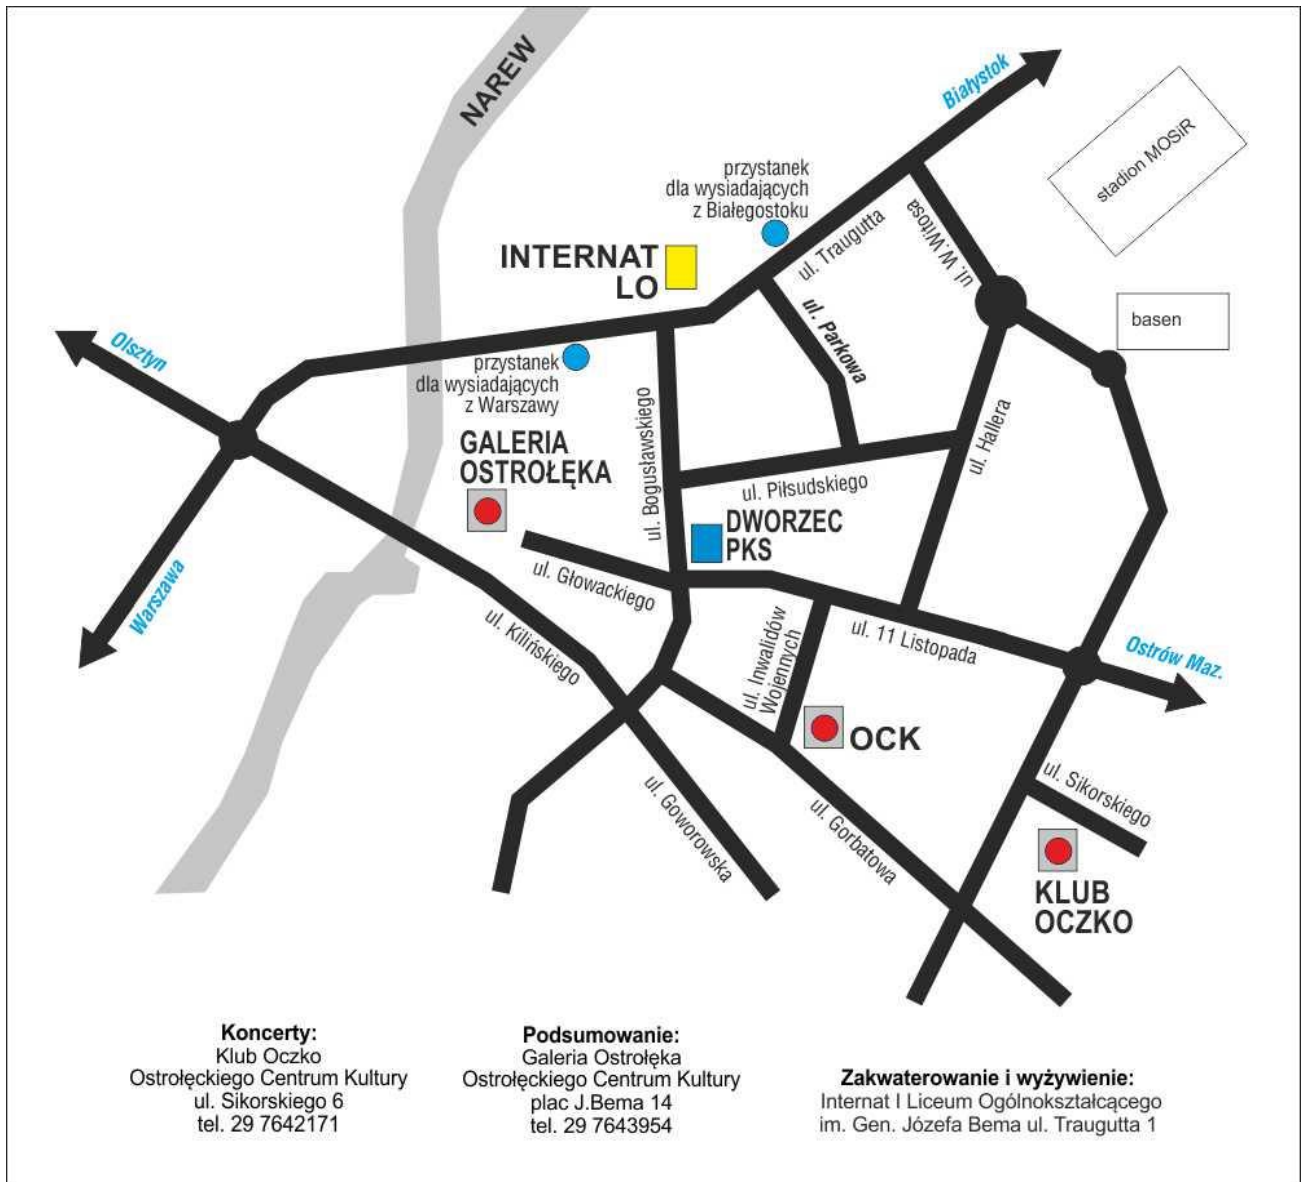 NAREW
Białystok
stadion MOSiR
przystanek
dla wysiadających
z Białegostoku
ul. W.Witosa
ul. Traugutta
INTERNAT
LO
ul. Parkowa
basen
Olsztyn
przystanek
dla wysiadających
z Warszawy
GALERIA
OSTROŁĘKA
ul. Bogusławskiego
ul. Hallera
ul. Piłsudskiego
DWORZEC
PKS
Warszawa
ul. Głowackiego
ul. Kilińskiego
ul. Inwalidów
Wojennych
ul. 11 Listopada
Ostrów Maz.
OCK
ul. Goworowska
ul. Gorbatowa
ul. Sikorskiego
KLUB
OCZKO
Koncerty:
Klub Oczko
Ostrołęckiego Centrum Kultury
ul. Sikorskiego 6
tel. 29 7642171
Podsumowanie:
Galeria Ostrołęka
Ostrołęckiego Centrum Kultury
plac J.Bema 14
tel. 29 7643954
Zakwaterowanie i wyżywienie:
Internat I Liceum Ogólnokształcącego
im. Gen. Józefa Bema ul. Traugutta 1